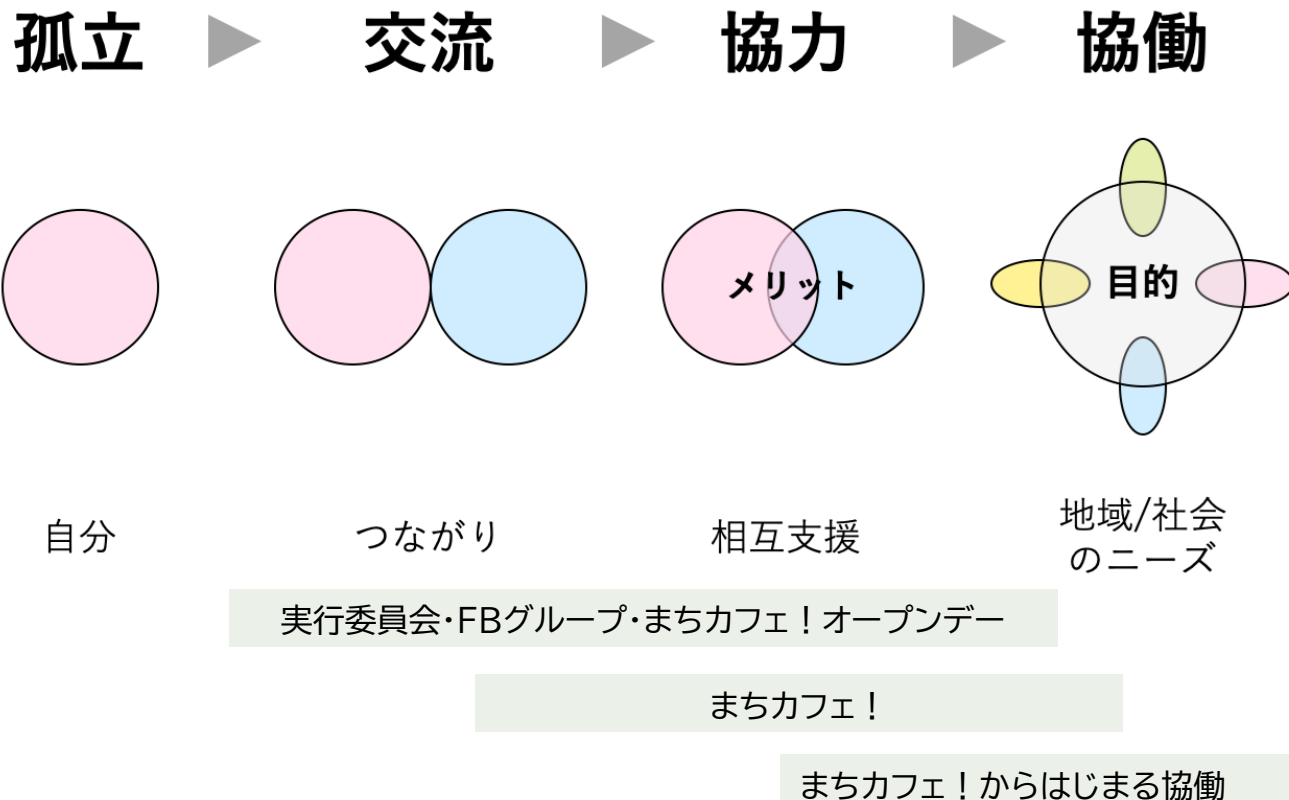 孤立
交流
協力
協働
メリット
目的
自分
つながり
相互支援
地域/社会
のニーズ
実行委員会・FBグループ・まちカフェ！オープンデー
まちカフェ！
まちカフェ！からはじまる協働